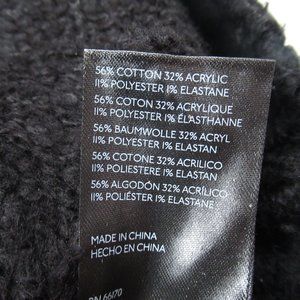 56% COTTON 32% ACRYLIC
11% POLYESTER 1% ELASTANE
56% COTON 32% ACRYLIQUE
11% POLYESTER 1% ÉLASTHANNE
56% BAUMWOLLE 32% ACRYL
11% POLYESTER 1% ELASTAN
56% COTONE 32% ACRILICO
11% POLIESTERE 1% ELASTAN
56% ALGODÓN 32% ACRÍLICO
11% POLIÉSTER 1% ELASTANE
MADE IN CHINA
HECHO EN CHINA
RN 66170